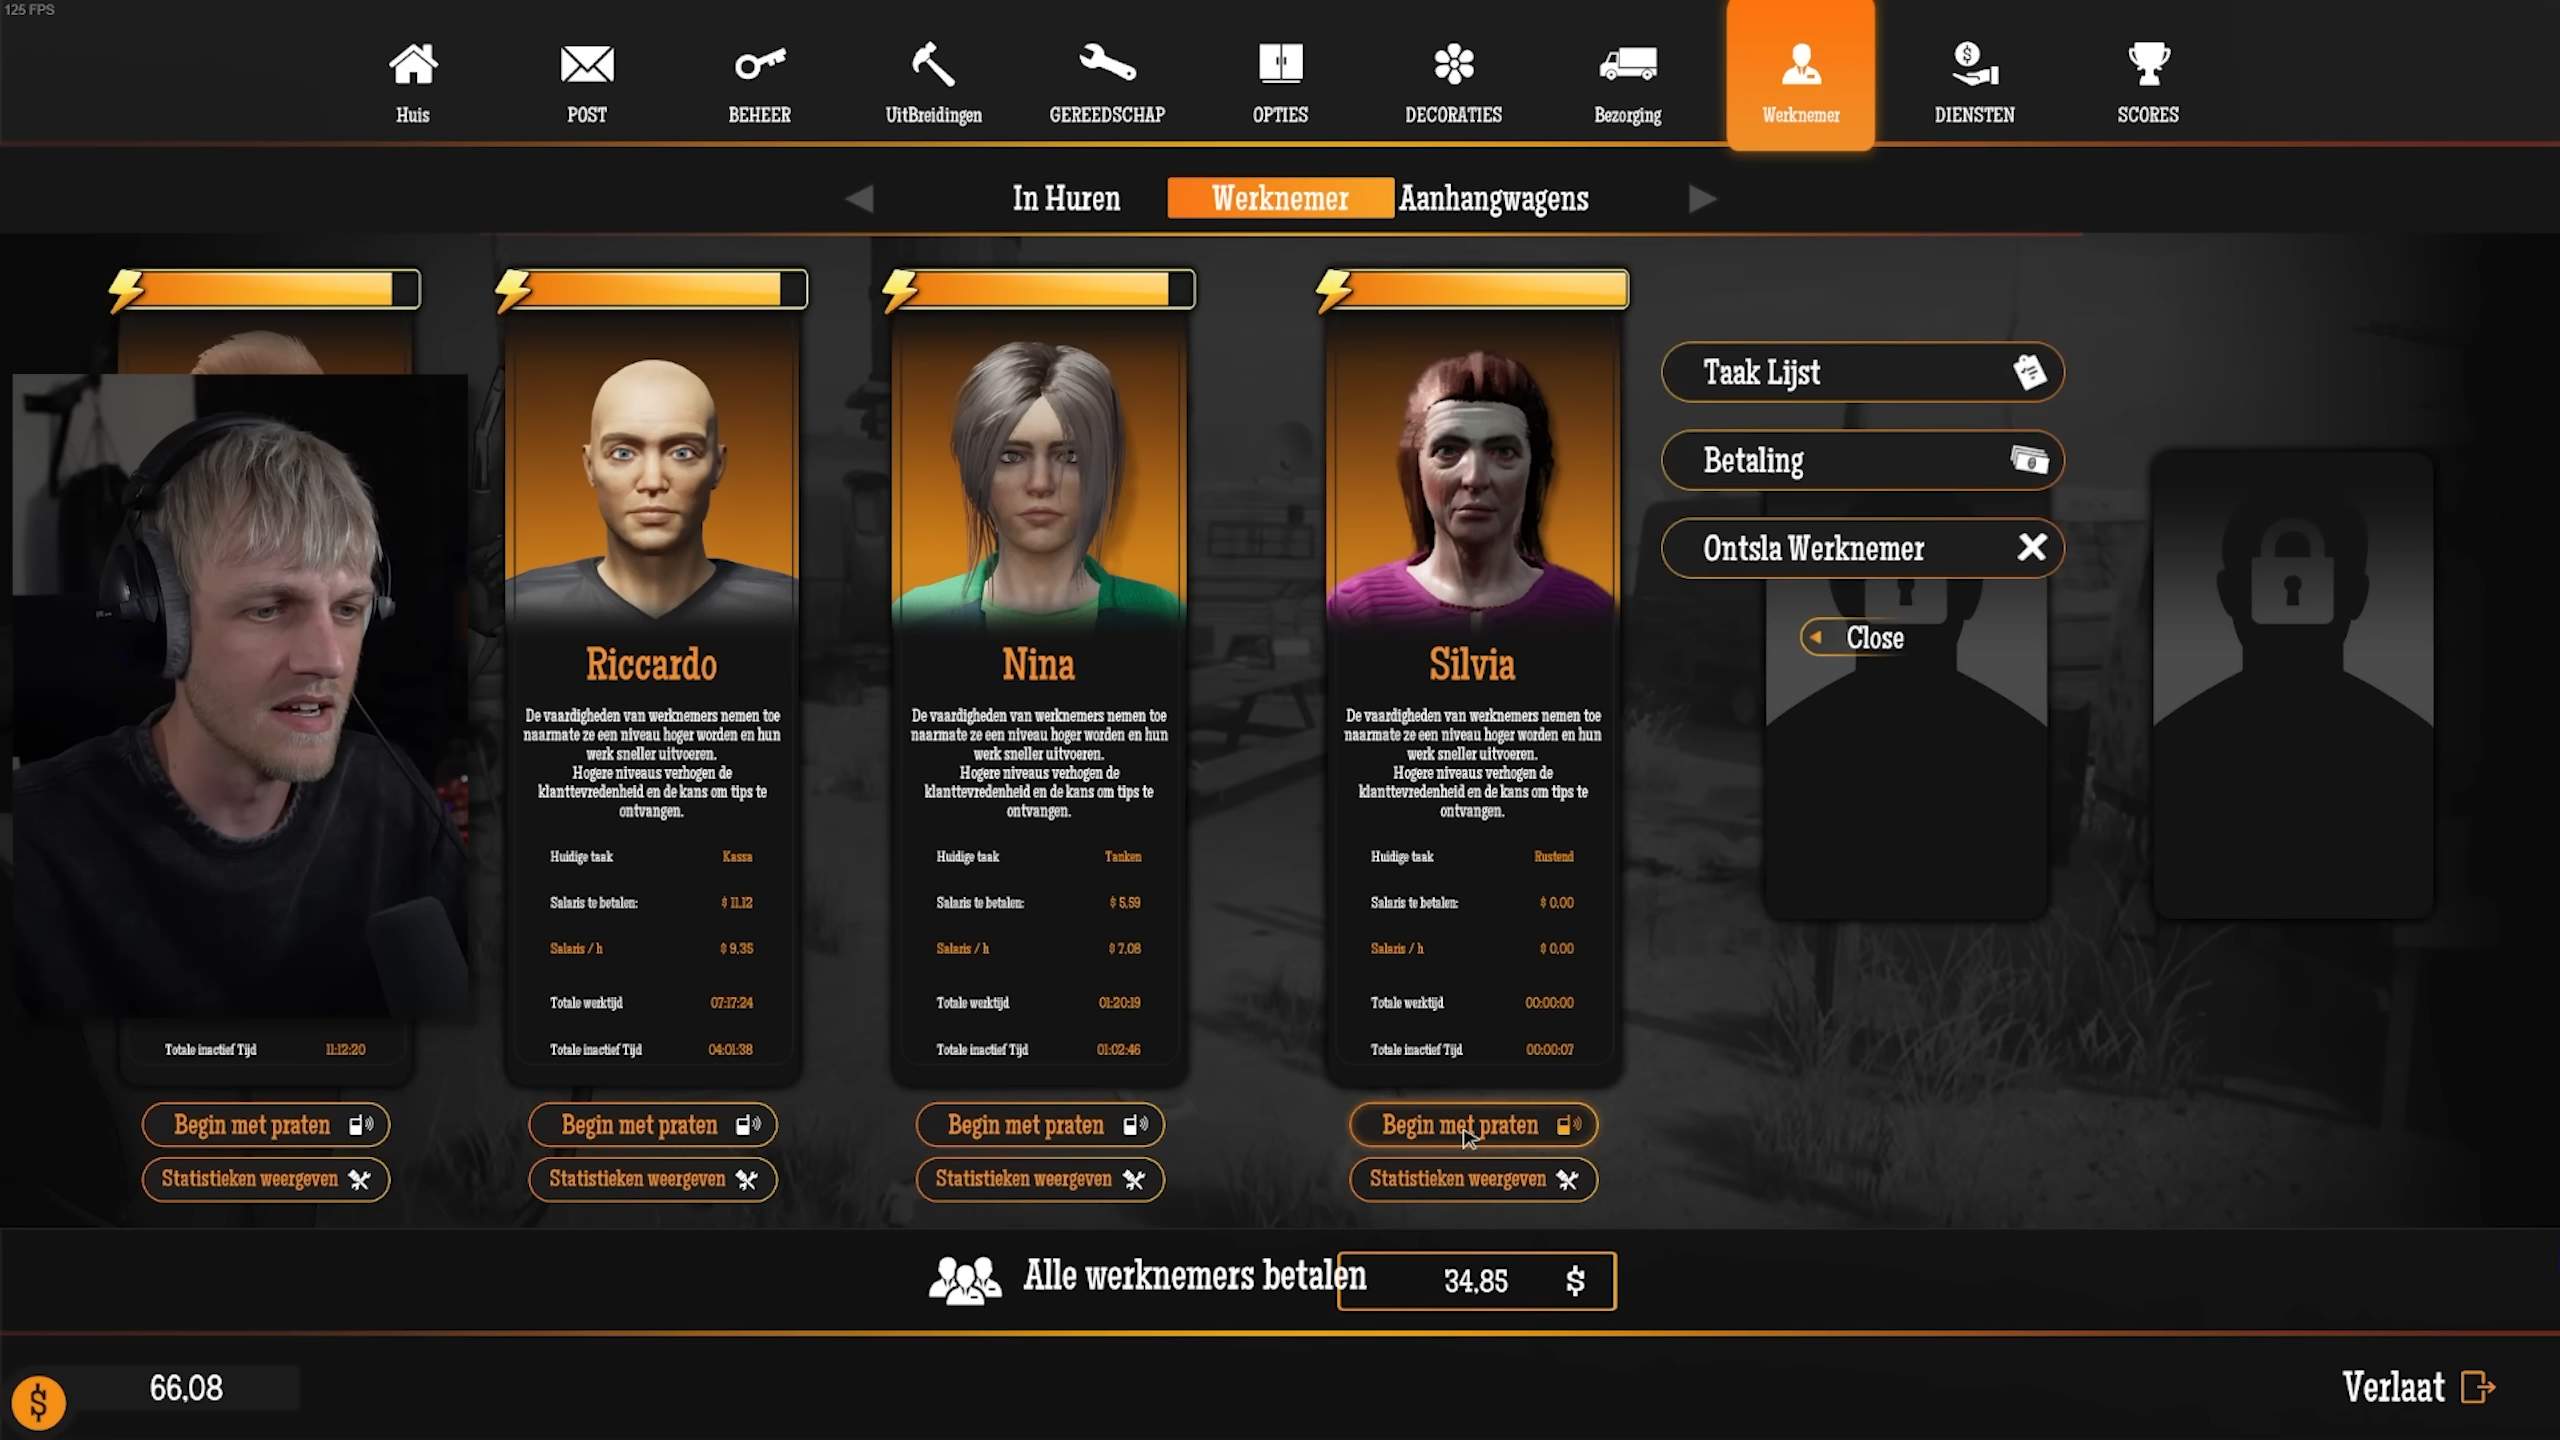 125 FPS
Huis
POST
BEHEER
UitBreidingen
GEREEDSCHAP
OPTIES
DECORATIES
Bezorging
Werknemer
DIENSTEN
SCORES
In Huren
Werknemer
Aanhangwagens
Totale inactief Tijd 11:12:20
Begin met praten
Statistieken weergeven
Riccardo
De vaardigheden van werknemers nemen toe
naarmate ze een niveau hoger worden en hun
werk sneller uitvoeren.
Hogere niveaus verhogen de
klanttevredenheid en de kans om tips te
ontvangen.
Huidige taak Kassa
Salaris te betalen: $ 11,12
Salaris / h $ 9,35
Totale werktijd 07:17:24
Totale inactief Tijd 04:01:38
Begin met praten
Statistieken weergeven
Nina
De vaardigheden van werknemers nemen toe
naarmate ze een niveau hoger worden en hun
werk sneller uitvoeren.
Hogere niveaus verhogen de
klanttevredenheid en de kans om tips te
ontvangen.
Huidige taak Tanken
Salaris te betalen: $ 5,59
Salaris / h $ 7,08
Totale werktijd 01:20:19
Totale inactief Tijd 01:02:46
Begin met praten
Statistieken weergeven
Silvia
De vaardigheden van werknemers nemen toe
naarmate ze een niveau hoger worden en hun
werk sneller uitvoeren.
Hogere niveaus verhogen de
klanttevredenheid en de kans om tips te
ontvangen.
Huidige taak Rustend
Salaris te betalen: $ 0,00
Salaris / h $ 0,00
Totale werktijd 00:00:00
Totale inactief Tijd 00:00:07
Begin met praten
Statistieken weergeven
Taak Lijst
Betaling
Ontsla Werknemer
Close
Alle werknemers betalen 34,85 $
$ 66,08
Verlaat